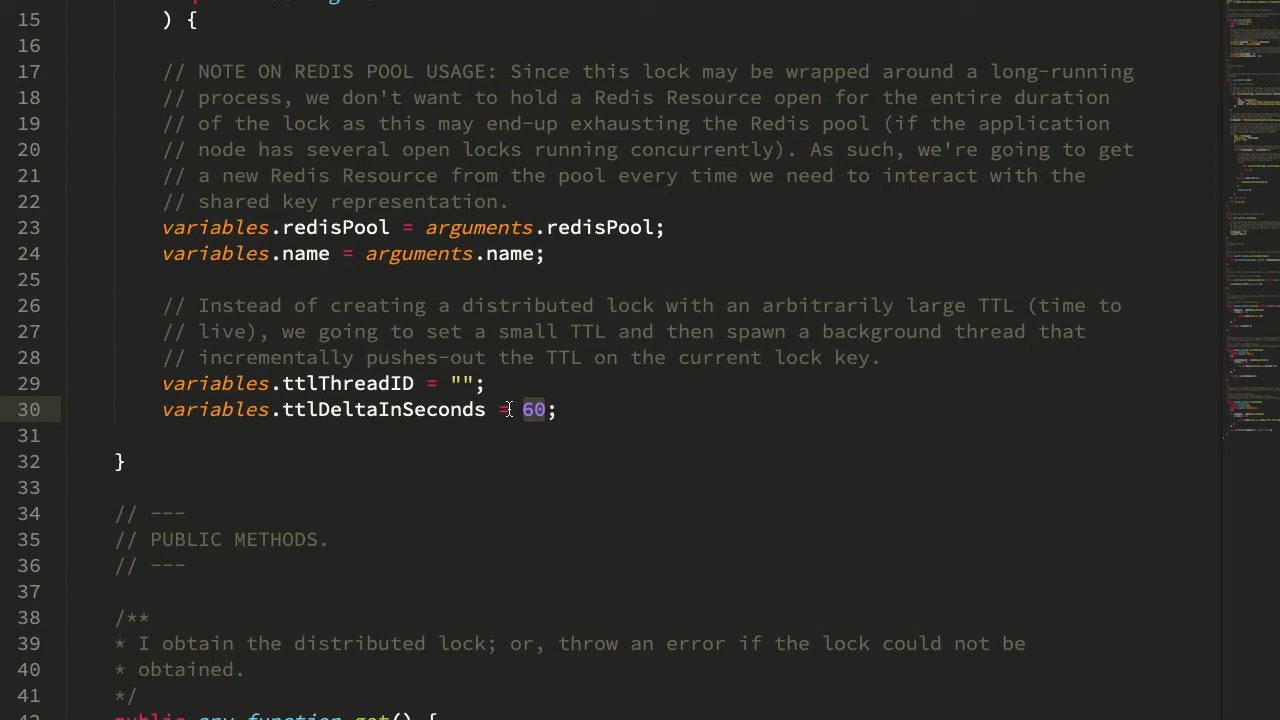 15 ) {
16
17 // NOTE ON REDIS POOL USAGE: Since this lock may be wrapped around a long-running
18 // process, we don't want to hold a Redis Resource open for the entire duration
19 // of the lock as this may end-up exhausting the Redis pool (if the application
20 // node has several open locks running concurrently). As such, we're going to get
21 // a new Redis Resource from the pool every time we need to interact with the
22 // shared key representation.
23 variables.redisPool = arguments.redisPool;
24 variables.name = arguments.name;
25
26 // Instead of creating a distributed lock with an arbitrarily large TTL (time to
27 // live), we going to set a small TTL and then spawn a background thread that
28 // incrementally pushes-out the TTL on the current lock key.
29 variables.ttlThreadID = "";
30 variables.ttlDeltaInSeconds = 60;
31
32 }
33
34 // ---
35 // PUBLIC METHODS.
36 // ---
37
38 /**
39 * I obtain the distributed lock; or, throw an error if the lock could not be
40 * obtained.
41 */
public any function get() {